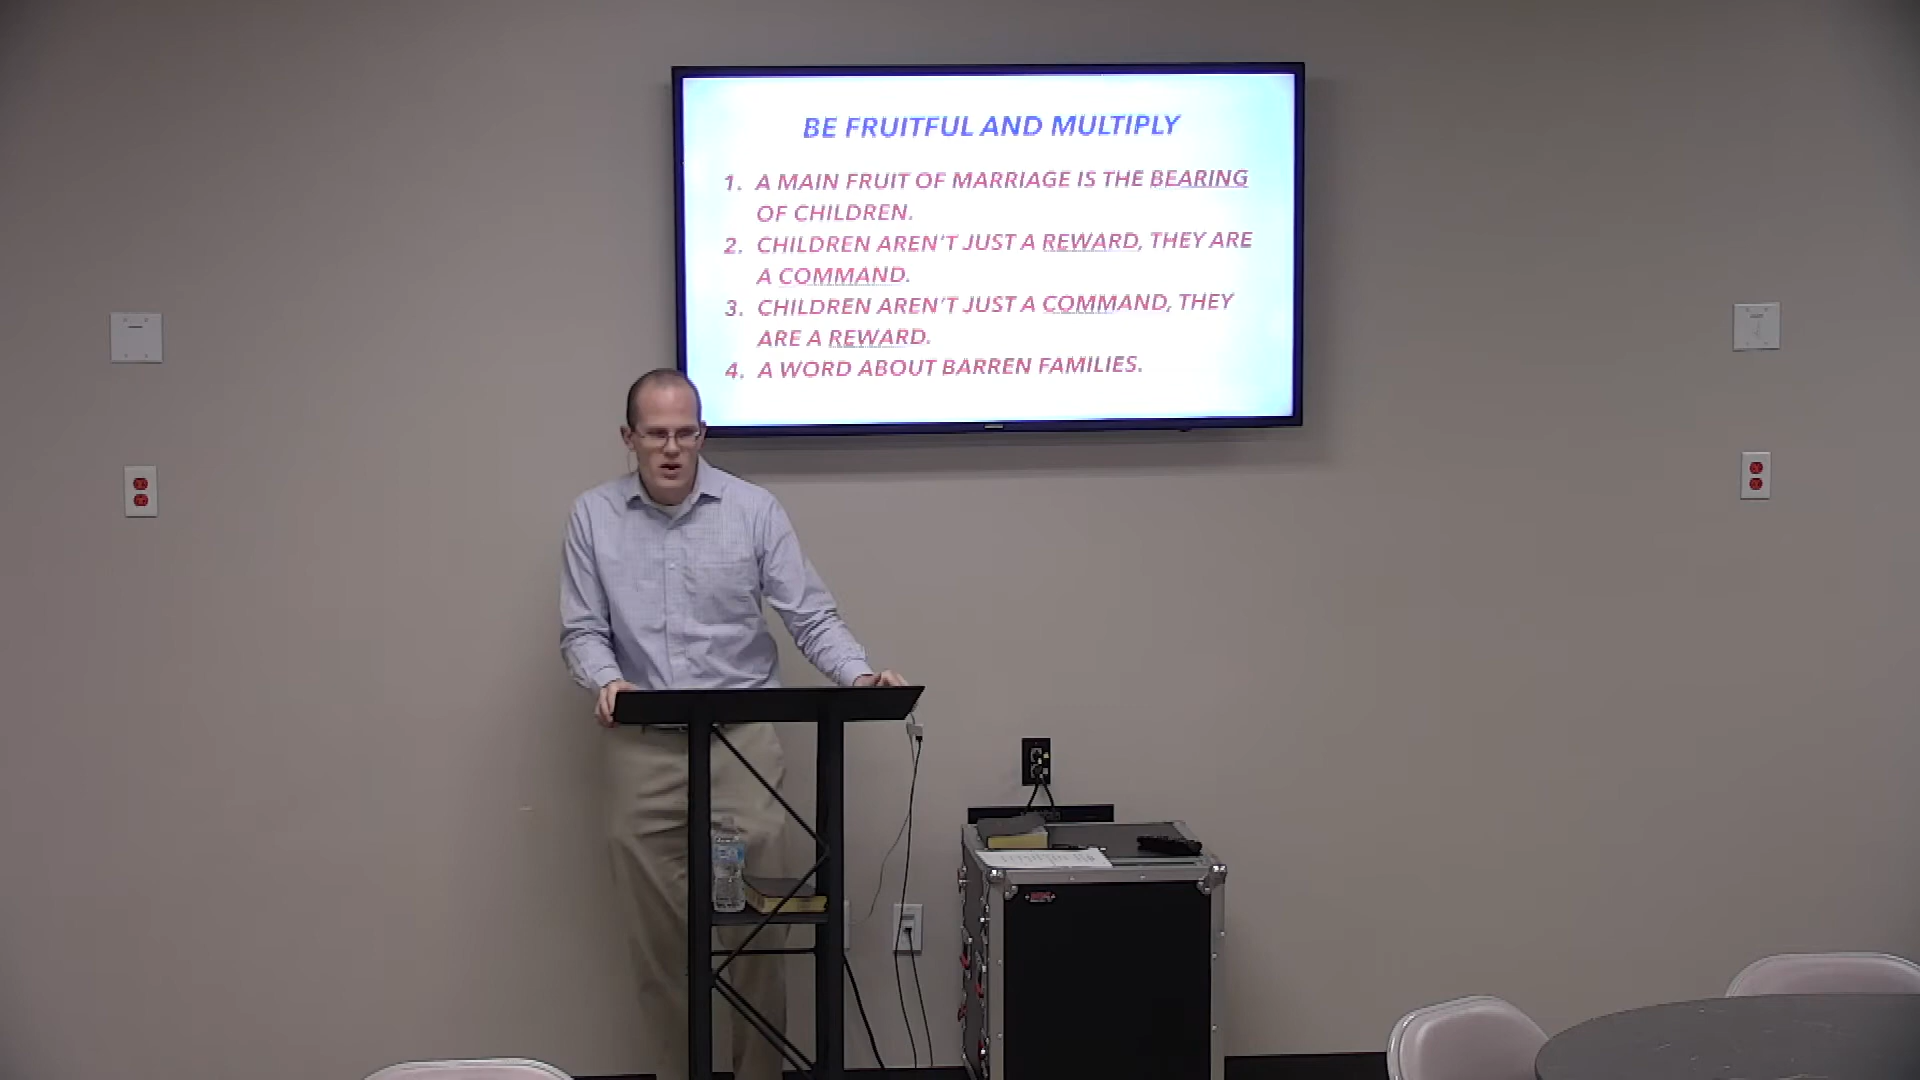 BE FRUITFUL AND MULTIPLY
1. A MAIN FRUIT OF MARRIAGE IS THE BEARING
OF CHILDREN.
2. CHILDREN AREN'T JUST A REWARD, THEY ARE
A COMMAND.
3. CHILDREN AREN'T JUST A COMMAND, THEY
ARE A REWARD.
4. A WORD ABOUT BARREN FAMILIES.